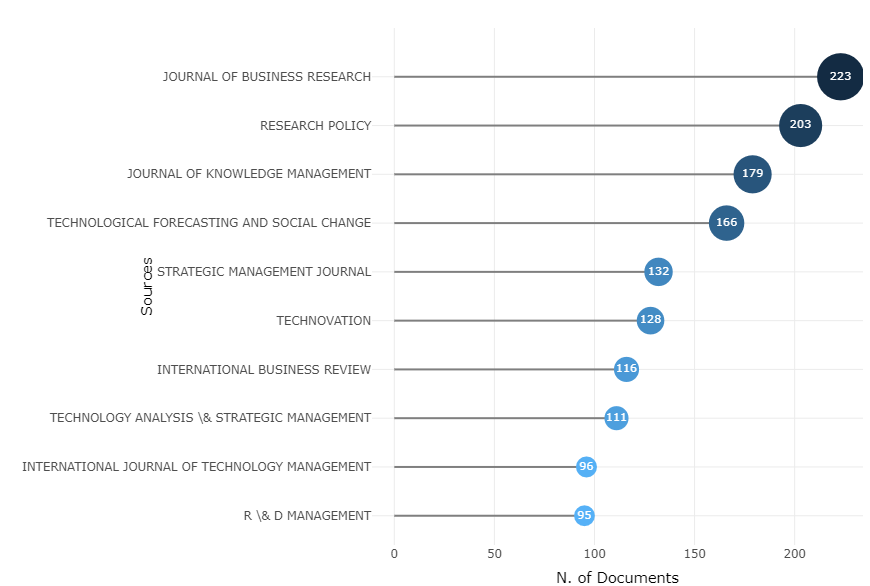 JOURNAL OF BUSINESS RESEARCH 223
RESEARCH POLICY 203
JOURNAL OF KNOWLEDGE MANAGEMENT 179
TECHNOLOGICAL FORECASTING AND SOCIAL CHANGE 166
STRATEGIC MANAGEMENT JOURNAL 132
Sources
TECHNOVATION 128
INTERNATIONAL BUSINESS REVIEW 116
TECHNOLOGY ANALYSIS \& STRATEGIC MANAGEMENT 111
INTERNATIONAL JOURNAL OF TECHNOLOGY MANAGEMENT 96
R \& D MANAGEMENT 95
0 50 100 150 200
N. of Documents